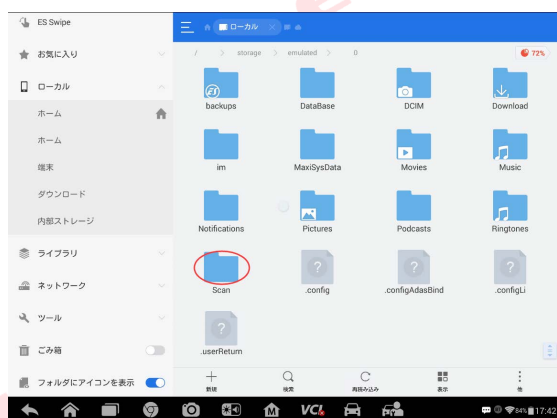 ES Swipe
お気に入り
ローカル
ホーム
ホーム
端末
ダウンロード
内部ストレージ
ライブラリ
ネットワーク
ツール
ごみ箱
フォルダにアイコンを表示
ローカル
/ > storage > emulated > 0
72%
backups DataBase DCIM Download
im MaxiSysData Movies Music
Notifications Pictures Podcasts Ringtones
Scan .config .configAdasBind .configLi
.userReturn
新規 検索 再読み込み 表示 他
VCI 84% 17:42